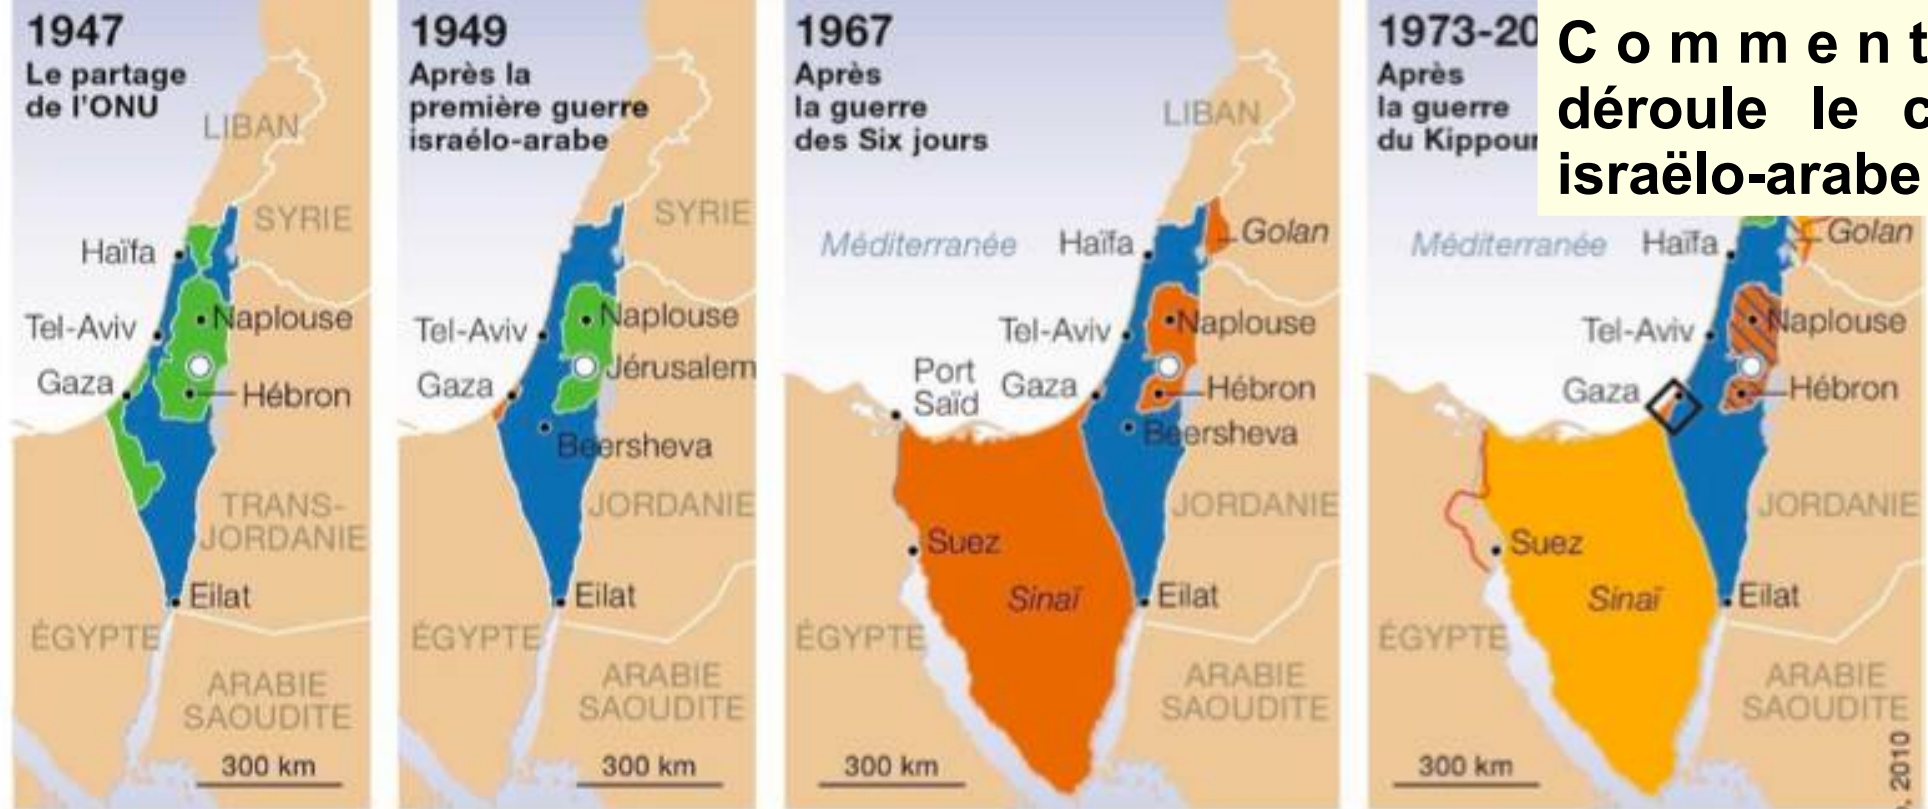 1947
Le partage
de l'ONU
LIBAN
SYRIE
Haïfa
Tel-Aviv
Naplouse
Gaza
Hébron
TRANS-
JORDANIE
Eilat
ÉGYPTE
ARABIE
SAOUDITE
300 km
1949
Après la
première guerre
israélo-arabe
SYRIE
Tel-Aviv
Naplouse
Jérusalem
Gaza
Beersheva
JORDANIE
Eilat
ÉGYPTE
ARABIE
SAOUDITE
300 km
1967
Après
la guerre
des Six jours
LIBAN
Méditerranée
Haïfa
Golan
Tel-Aviv
Naplouse
Port
Saïd
Gaza
Hébron
Beersheva
JORDANIE
Suez
Sinaï
Eilat
ÉGYPTE
ARABIE
SAOUDITE
300 km
1973-20
Après
la guerre
du Kippour
Méditerranée
Haïfa
Golan
Tel-Aviv
Naplouse
Gaza
Hébron
JORDANIE
Suez
Sinaï
Eilat
ÉGYPTE
ARABIE
SAOUDITE
300 km
2010
Comment
déroule le c
israëlo-arabe